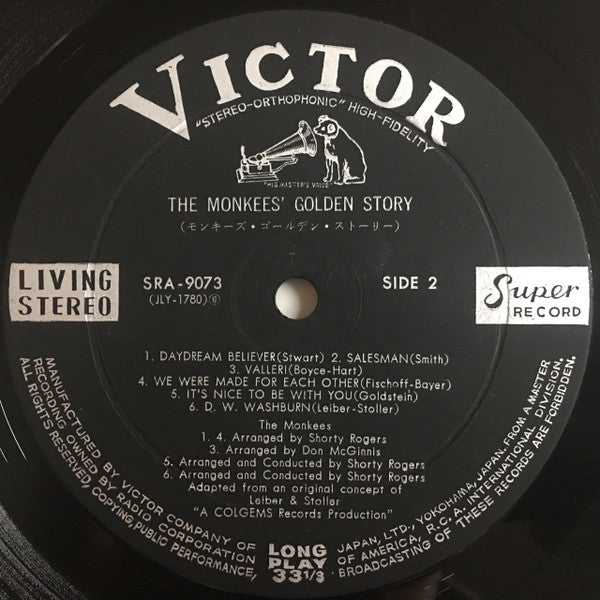 VICTOR
"STEREO-ORTHOPHONIC" HIGH-FIDELITY
"HIS MASTER'S VOICE"
THE MONKEES' GOLDEN STORY
(モンキーズ・ゴールデン・ストーリー)
LIVING STEREO
SRA-9073
(JLY-1780)⑥
SIDE 2
Super RECORD
1. DAYDREAM BELIEVER(Stwart) 2. SALESMAN(Smith)
3. VALLERI(Boyce-Hart)
4. WE WERE MADE FOR EACH OTHER(Fischoff-Bayer)
5. IT'S NICE TO BE WITH YOU(Goldstein)
6. D. W. WASHBURN(Leiber-Stoller)
The Monkees
1. 4. Arranged by Shorty Rogers
3. Arranged by Don McGinnis
5. Arranged and Conducted by Shorty Rogers
6. Arranged and Conducted by Shorty Rogers
Adapted from an original concept of
Leiber & Stoller
"A COLGEMS Records Production"
LONG PLAY 33 1/3
MANUFACTURED BY VICTOR COMPANY OF JAPAN, LTD., YOKOHAMA, JAPAN, FROM A MASTER
RECORDING OWNED BY RADIO CORPORATION OF AMERICA, R.C.A. INTERNATIONAL DIVISION.
ALL RIGHTS RESERVED, COPYING, PUBLIC PERFORMANCE, BROADCASTING OF THESE RECORDS ARE FORBIDDEN.